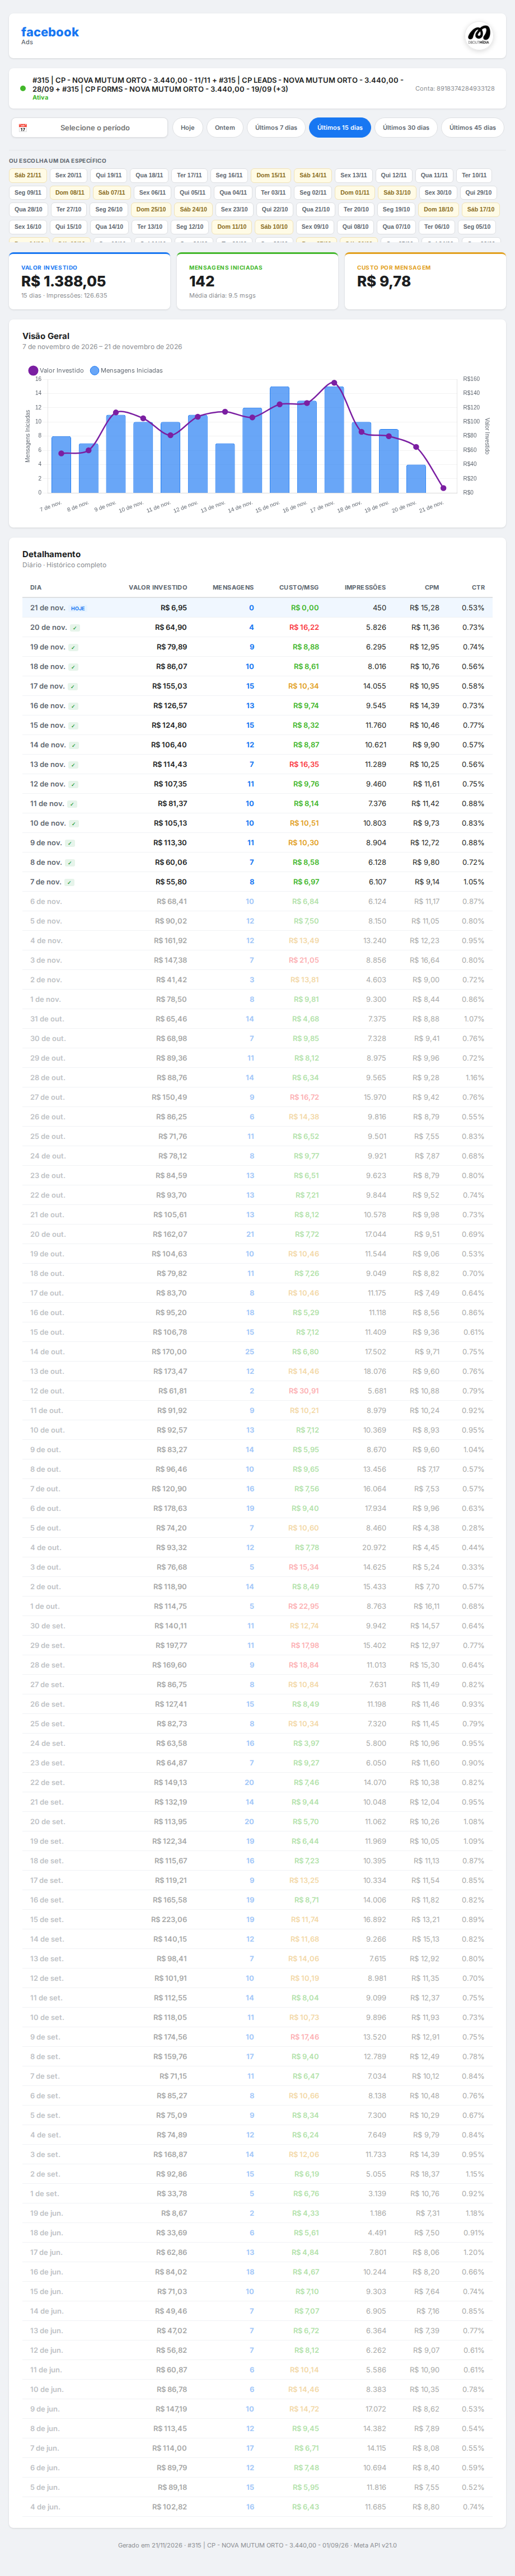 facebook
Ads
#315 | CP - NOVA MUTUM ORTO - 3.440,00 - 11/11 + #315 | CP LEADS - NOVA MUTUM ORTO - 3.440,00 -
28/09 + #315 | CP FORMS - NOVA MUTUM ORTO - 3.440,00 - 19/09 (+3)
Ativa
Conta: 8918374284933128
Selecione o período
Hoje
Ontem
Últimos 7 dias
Últimos 15 dias
Últimos 30 dias
Últimos 45 dias
OU ESCOLHA UM DIA ESPECÍFICO
Sáb 21/11 Sex 20/11 Qui 19/11 Qua 18/11 Ter 17/11 Seg 16/11 Dom 15/11 Sáb 14/11 Sex 13/11 Qui 12/11 Qua 11/11 Ter 10/11
Seg 09/11 Dom 08/11 Sáb 07/11 Sex 06/11 Qui 05/11 Qua 04/11 Ter 03/11 Seg 02/11 Dom 01/11 Sáb 31/10 Sex 30/10 Qui 29/10
Qua 28/10 Ter 27/10 Seg 26/10 Dom 25/10 Sáb 24/10 Sex 23/10 Qui 22/10 Qua 21/10 Ter 20/10 Seg 19/10 Dom 18/10 Sáb 17/10
Sex 16/10 Qui 15/10 Qua 14/10 Ter 13/10 Seg 12/10 Dom 11/10 Sáb 10/10 Sex 09/10 Qui 08/10 Qua 07/10 Ter 06/10 Seg 05/10
VALOR INVESTIDO
R$ 1.388,05
15 dias · Impressões: 126.635
MENSAGENS INICIADAS
142
Média diária: 9.5 msgs
CUSTO POR MENSAGEM
R$ 9,78
Visão Geral
7 de novembro de 2026 – 21 de novembro de 2026
Valor Investido Mensagens Iniciadas
Mensagens Iniciadas
16 14 12 10 8 6 4 2 0
R$160 R$140 R$120 R$100 R$80 R$60 R$40 R$20 R$0
Valor Investido
7 de nov. 8 de nov. 9 de nov. 10 de nov. 11 de nov. 12 de nov. 13 de nov. 14 de nov. 15 de nov. 16 de nov. 17 de nov. 18 de nov. 19 de nov. 20 de nov. 21 de nov.
Detalhamento
Diário · Histórico completo
DIA VALOR INVESTIDO MENSAGENS CUSTO/MSG IMPRESSÕES CPM CTR
21 de nov. HOJE R$ 6,95 0 R$ 0,00 450 R$ 15,28 0.53%
20 de nov. ✓ R$ 64,90 4 R$ 16,22 5.826 R$ 11,36 0.73%
19 de nov. ✓ R$ 79,89 9 R$ 8,88 6.295 R$ 12,95 0.74%
18 de nov. ✓ R$ 86,07 10 R$ 8,61 8.016 R$ 10,76 0.56%
17 de nov. ✓ R$ 155,03 15 R$ 10,34 14.055 R$ 10,95 0.58%
16 de nov. ✓ R$ 126,57 13 R$ 9,74 9.545 R$ 14,39 0.73%
15 de nov. ✓ R$ 124,80 15 R$ 8,32 11.760 R$ 10,46 0.77%
14 de nov. ✓ R$ 106,40 12 R$ 8,87 10.621 R$ 9,90 0.57%
13 de nov. ✓ R$ 114,43 7 R$ 16,35 11.289 R$ 10,25 0.56%
12 de nov. ✓ R$ 107,35 11 R$ 9,76 9.460 R$ 11,61 0.75%
11 de nov. ✓ R$ 81,37 10 R$ 8,14 7.376 R$ 11,42 0.88%
10 de nov. ✓ R$ 105,13 10 R$ 10,51 10.803 R$ 9,73 0.83%
9 de nov. ✓ R$ 113,30 11 R$ 10,30 8.904 R$ 12,72 0.88%
8 de nov. ✓ R$ 60,06 7 R$ 8,58 6.128 R$ 9,80 0.72%
7 de nov. ✓ R$ 55,80 8 R$ 6,97 6.107 R$ 9,14 1.05%
6 de nov. R$ 68,41 10 R$ 6,84 6.124 R$ 11,17 0.87%
5 de nov. R$ 90,02 12 R$ 7,50 8.150 R$ 11,05 0.80%
4 de nov. R$ 161,92 12 R$ 13,49 13.240 R$ 12,23 0.95%
3 de nov. R$ 147,38 7 R$ 21,05 8.856 R$ 16,64 0.80%
2 de nov. R$ 41,42 3 R$ 13,81 4.603 R$ 9,00 0.72%
1 de nov. R$ 78,50 8 R$ 9,81 9.300 R$ 8,44 0.86%
31 de out. R$ 65,46 14 R$ 4,68 7.375 R$ 8,88 1.07%
30 de out. R$ 68,98 7 R$ 9,85 7.328 R$ 9,41 0.76%
29 de out. R$ 89,36 11 R$ 8,12 8.975 R$ 9,96 0.72%
28 de out. R$ 88,76 14 R$ 6,34 9.565 R$ 9,28 1.16%
27 de out. R$ 150,49 9 R$ 16,72 15.970 R$ 9,42 0.76%
26 de out. R$ 86,25 6 R$ 14,38 9.816 R$ 8,79 0.55%
25 de out. R$ 71,76 11 R$ 6,52 9.501 R$ 7,55 0.83%
24 de out. R$ 78,12 8 R$ 9,77 9.921 R$ 7,87 0.68%
23 de out. R$ 84,59 13 R$ 6,51 9.623 R$ 8,79 0.80%
22 de out. R$ 93,70 13 R$ 7,21 9.844 R$ 9,52 0.74%
21 de out. R$ 105,61 13 R$ 8,12 10.578 R$ 9,98 0.73%
20 de out. R$ 162,07 21 R$ 7,72 17.044 R$ 9,51 0.69%
19 de out. R$ 104,63 10 R$ 10,46 11.544 R$ 9,06 0.53%
18 de out. R$ 79,82 11 R$ 7,26 9.049 R$ 8,82 0.70%
17 de out. R$ 83,70 8 R$ 10,46 11.175 R$ 7,49 0.64%
16 de out. R$ 95,20 18 R$ 5,29 11.118 R$ 8,56 0.86%
15 de out. R$ 106,78 15 R$ 7,12 11.409 R$ 9,36 0.61%
14 de out. R$ 170,00 25 R$ 6,80 17.502 R$ 9,71 0.75%
13 de out. R$ 173,47 12 R$ 14,46 18.076 R$ 9,60 0.76%
12 de out. R$ 61,81 2 R$ 30,91 5.681 R$ 10,88 0.79%
11 de out. R$ 91,92 9 R$ 10,21 8.979 R$ 10,24 0.92%
10 de out. R$ 92,57 13 R$ 7,12 10.369 R$ 8,93 0.95%
9 de out. R$ 83,27 14 R$ 5,95 8.670 R$ 9,60 1.04%
8 de out. R$ 96,46 10 R$ 9,65 13.456 R$ 7,17 0.57%
7 de out. R$ 120,90 16 R$ 7,56 16.064 R$ 7,53 0.57%
6 de out. R$ 178,63 19 R$ 9,40 17.934 R$ 9,96 0.63%
5 de out. R$ 74,20 7 R$ 10,60 8.460 R$ 4,38 0.28%
4 de out. R$ 93,32 12 R$ 7,78 20.972 R$ 4,45 0.44%
3 de out. R$ 76,68 5 R$ 15,34 14.625 R$ 5,24 0.33%
2 de out. R$ 118,90 14 R$ 8,49 15.433 R$ 7,70 0.57%
1 de out. R$ 114,75 5 R$ 22,95 8.763 R$ 16,11 0.68%
30 de set. R$ 140,11 11 R$ 12,74 9.942 R$ 14,57 0.64%
29 de set. R$ 197,77 11 R$ 17,98 15.402 R$ 12,97 0.77%
28 de set. R$ 169,60 9 R$ 18,84 11.013 R$ 15,30 0.64%
27 de set. R$ 86,75 8 R$ 10,84 7.631 R$ 11,49 0.82%
26 de set. R$ 127,41 15 R$ 8,49 11.198 R$ 11,46 0.93%
25 de set. R$ 82,73 8 R$ 10,34 7.320 R$ 11,45 0.79%
24 de set. R$ 63,58 16 R$ 3,97 5.800 R$ 10,96 0.95%
23 de set. R$ 64,87 7 R$ 9,27 6.050 R$ 11,60 0.90%
22 de set. R$ 149,13 20 R$ 7,46 14.070 R$ 10,38 0.82%
21 de set. R$ 132,19 14 R$ 9,44 10.048 R$ 12,04 0.95%
20 de set. R$ 113,95 20 R$ 5,70 11.062 R$ 10,26 1.08%
19 de set. R$ 122,34 19 R$ 6,44 11.969 R$ 10,05 1.09%
18 de set. R$ 115,67 16 R$ 7,23 10.395 R$ 11,13 0.87%
17 de set. R$ 119,21 9 R$ 13,25 10.334 R$ 11,54 0.85%
16 de set. R$ 165,58 19 R$ 8,71 14.006 R$ 11,82 0.82%
15 de set. R$ 223,06 19 R$ 11,74 16.892 R$ 13,21 0.89%
14 de set. R$ 140,15 12 R$ 11,68 9.266 R$ 15,13 0.82%
13 de set. R$ 98,41 7 R$ 14,06 7.615 R$ 12,92 0.80%
12 de set. R$ 101,91 10 R$ 10,19 8.981 R$ 11,35 0.70%
11 de set. R$ 112,55 14 R$ 8,04 9.099 R$ 12,37 0.75%
10 de set. R$ 118,05 11 R$ 10,73 9.896 R$ 11,93 0.73%
9 de set. R$ 174,56 10 R$ 17,46 13.520 R$ 12,91 0.75%
8 de set. R$ 159,76 17 R$ 9,40 12.789 R$ 12,49 0.78%
7 de set. R$ 71,15 11 R$ 6,47 7.034 R$ 10,12 0.84%
6 de set. R$ 85,27 8 R$ 10,66 8.138 R$ 10,48 0.76%
5 de set. R$ 75,09 9 R$ 8,34 7.300 R$ 10,29 0.67%
4 de set. R$ 74,89 12 R$ 6,24 7.649 R$ 9,79 0.84%
3 de set. R$ 168,87 14 R$ 12,06 11.733 R$ 14,39 0.95%
2 de set. R$ 92,86 15 R$ 6,19 5.055 R$ 18,37 1.15%
1 de set. R$ 33,78 5 R$ 6,76 3.139 R$ 10,76 0.92%
19 de jun. R$ 8,67 2 R$ 4,33 1.186 R$ 7,31 1.18%
18 de jun. R$ 33,69 6 R$ 5,61 4.491 R$ 7,50 0.91%
17 de jun. R$ 62,86 13 R$ 4,84 7.801 R$ 8,06 1.20%
16 de jun. R$ 84,02 18 R$ 4,67 10.244 R$ 8,20 0.66%
15 de jun. R$ 71,03 10 R$ 7,10 9.303 R$ 7,64 0.74%
14 de jun. R$ 49,46 7 R$ 7,07 6.905 R$ 7,16 0.85%
13 de jun. R$ 47,02 7 R$ 6,72 6.364 R$ 7,39 0.77%
12 de jun. R$ 56,82 7 R$ 8,12 6.262 R$ 9,07 0.61%
11 de jun. R$ 60,87 6 R$ 10,14 5.586 R$ 10,90 0.61%
10 de jun. R$ 86,78 6 R$ 14,46 8.383 R$ 10,35 0.78%
9 de jun. R$ 147,19 10 R$ 14,72 17.072 R$ 8,62 0.53%
8 de jun. R$ 113,45 12 R$ 9,45 14.382 R$ 7,89 0.54%
7 de jun. R$ 114,00 17 R$ 6,71 14.115 R$ 8,08 0.55%
6 de jun. R$ 89,79 12 R$ 7,48 10.694 R$ 8,40 0.59%
5 de jun. R$ 89,18 15 R$ 5,95 11.816 R$ 7,55 0.52%
4 de jun. R$ 102,82 16 R$ 6,43 11.685 R$ 8,80 0.74%
Gerado em 21/11/2026 · #315 | CP - NOVA MUTUM ORTO - 3.440,00 - 01/09/26 · Meta API v21.0